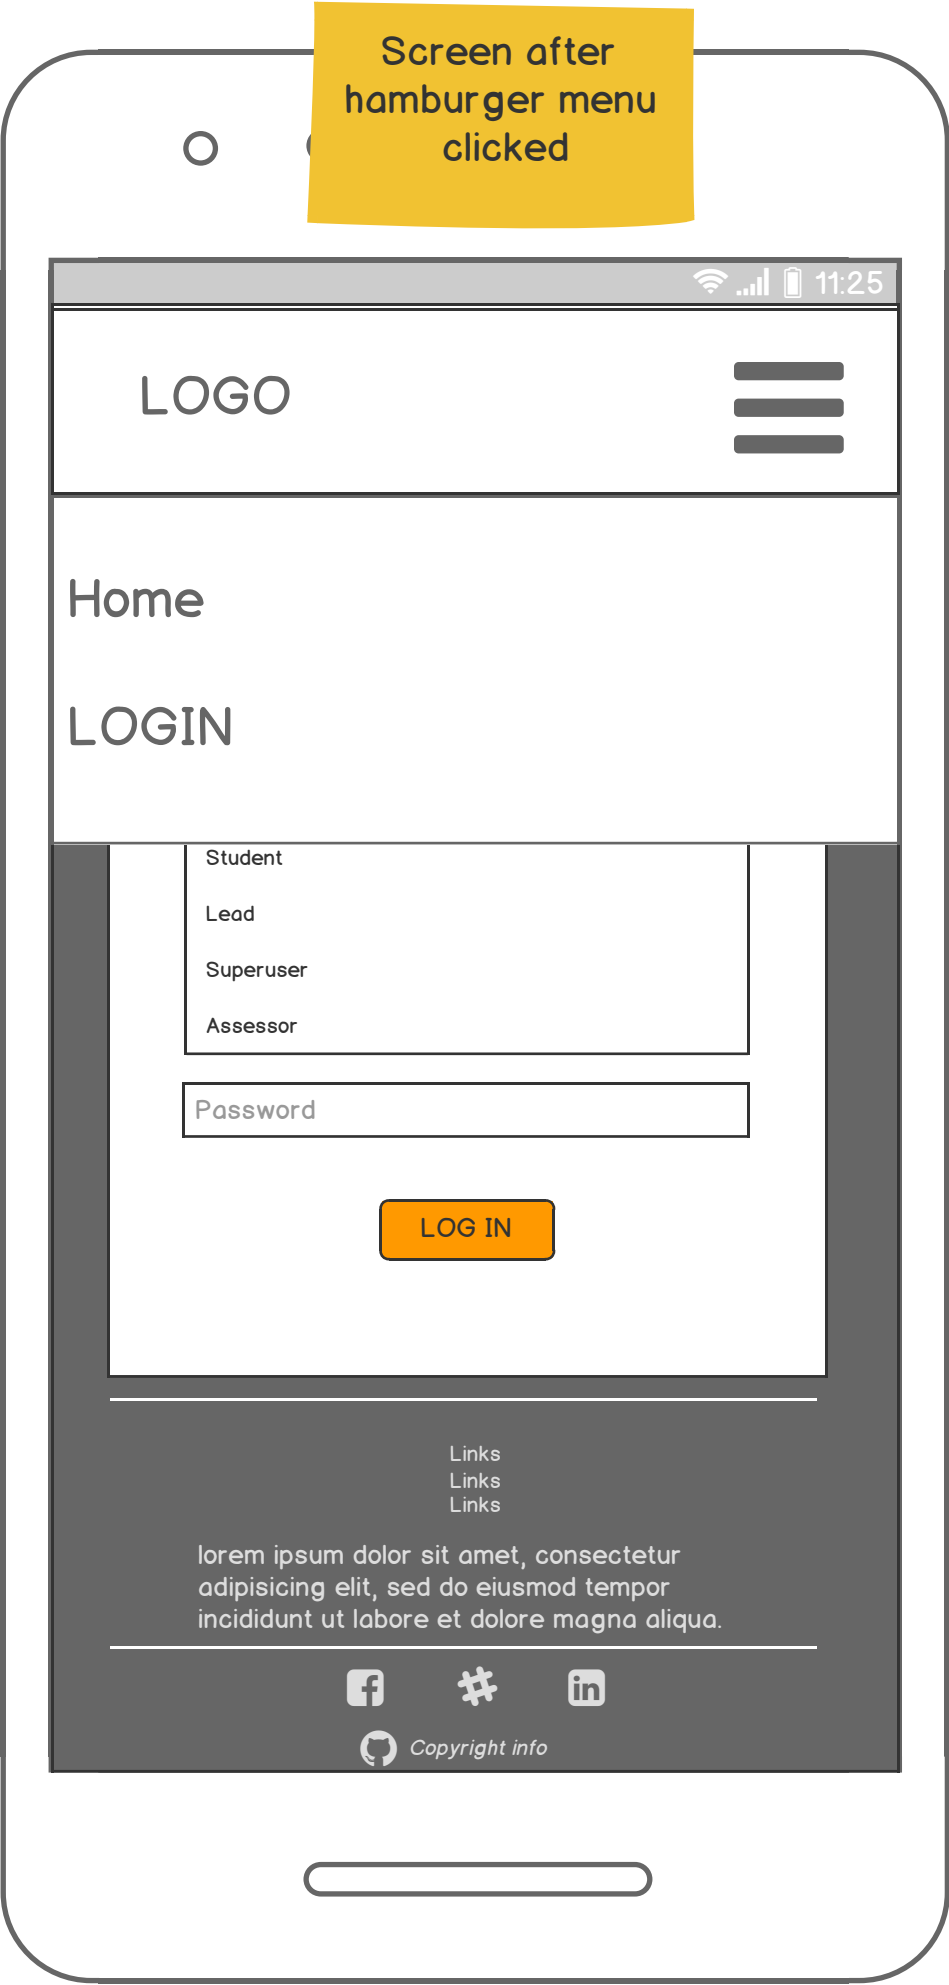 Screen after
hamburger menu
clicked
11:25
LOGO
Home
LOGIN
Student
Lead
Superuser
Assessor
Password
LOG IN
Links
Links
Links
lorem ipsum dolor sit amet, consectetur
adipisicing elit, sed do eiusmod tempor
incididunt ut labore et dolore magna aliqua.
Copyright info